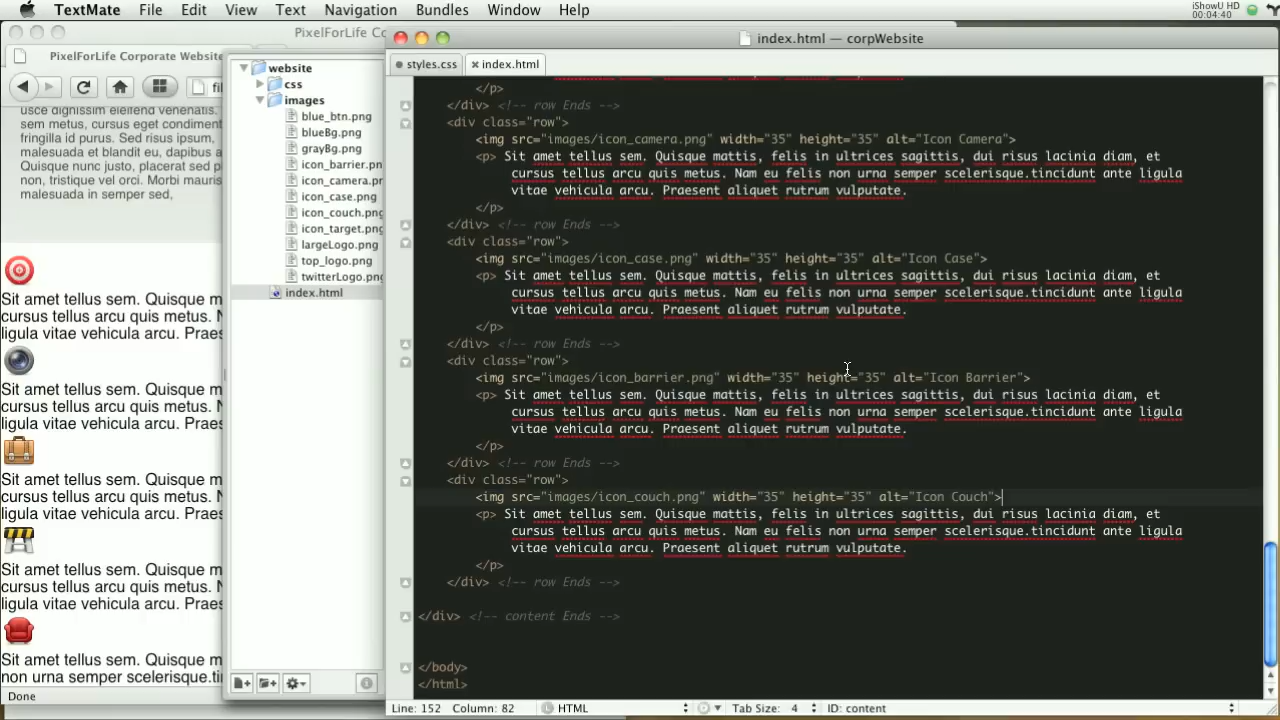 TextMate File Edit View Text Navigation Bundles Window Help
iShowU HD
00:04:40
PixelForLife Corporate Website
index.html — corpWebsite
PixelForLife Corporate Website
styles.css
index.html
website
css
images
blue_btn.png
blueBg.png
grayBg.png
icon_barrier.pn
icon_camera.pr
icon_case.png
icon_couch.png
icon_target.png
largeLogo.png
top_logo.png
twitterLogo.png
index.html
fil
usce dignissim eleifend venenatis.
sem metus, cursus eget condiment
fringilla id purus. Sed risus ipsum,
malesuada et blandit eu, dapibus a
Quisque nunc justo, placerat sed p
non, tristique vel orci. Morbi mauris
malesuada in semper sed,
Sit amet tellus sem. Quisque m
cursus tellus arcu quis metus. N
ligula vitae vehicula arcu. Praes
Sit amet tellus sem. Quisque m
cursus tellus arcu quis metus. N
ligula vitae vehicula arcu. Praes
Sit amet tellus sem. Quisque m
cursus tellus arcu quis metus. N
ligula vitae vehicula arcu. Praes
Sit amet tellus sem. Quisque m
cursus tellus arcu quis metus. N
ligula vitae vehicula arcu. Praes
Sit amet tellus sem. Quisque m
non urna semper scelerisque.tir
Done
</p>
</div> <!-- row Ends -->
<div class="row">
<img src="images/icon_camera.png" width="35" height="35" alt="Icon Camera">
<p> Sit amet tellus sem. Quisque mattis, felis in ultrices sagittis, dui risus lacinia diam, et
cursus tellus arcu quis metus. Nam eu felis non urna semper scelerisque.tincidunt ante ligula
vitae vehicula arcu. Praesent aliquet rutrum vulputate.
</p>
</div> <!-- row Ends -->
<div class="row">
<img src="images/icon_case.png" width="35" height="35" alt="Icon Case">
<p> Sit amet tellus sem. Quisque mattis, felis in ultrices sagittis, dui risus lacinia diam, et
cursus tellus arcu quis metus. Nam eu felis non urna semper scelerisque.tincidunt ante ligula
vitae vehicula arcu. Praesent aliquet rutrum vulputate.
</p>
</div> <!-- row Ends -->
<div class="row">
<img src="images/icon_barrier.png" width="35" height="35" alt="Icon Barrier">
<p> Sit amet tellus sem. Quisque mattis, felis in ultrices sagittis, dui risus lacinia diam, et
cursus tellus arcu quis metus. Nam eu felis non urna semper scelerisque.tincidunt ante ligula
vitae vehicula arcu. Praesent aliquet rutrum vulputate.
</p>
</div> <!-- row Ends -->
<div class="row">
<img src="images/icon_couch.png" width="35" height="35" alt="Icon Couch">
<p> Sit amet tellus sem. Quisque mattis, felis in ultrices sagittis, dui risus lacinia diam, et
cursus tellus arcu quis metus. Nam eu felis non urna semper scelerisque.tincidunt ante ligula
vitae vehicula arcu. Praesent aliquet rutrum vulputate.
</p>
</div> <!-- row Ends -->
</div> <!-- content Ends -->
</body>
</html>
Line: 152 Column: 82 HTML Tab Size: 4 ID: content